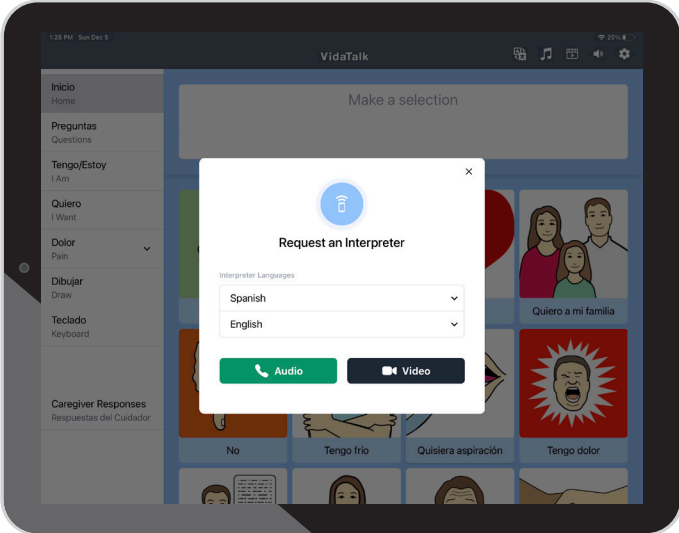 1:28 PM Sun Dec 5
25%
VidaTalk
Inicio
Home
Preguntas
Questions
Tengo/Estoy
I Am
Quiero
I Want
Dolor
Pain
Dibujar
Draw
Teclado
Keyboard
Caregiver Responses
Respuestas del Cuidador
Make a selection
Request an Interpreter
Interpreter Languages
Spanish
English
Audio
Video
Quiero a mi familia
No
Tengo frío
Quisiera aspiración
Tengo dolor